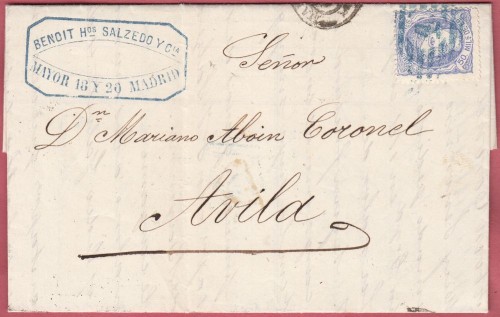 BENOIT Hos SALZEDO Y Cia
MAYOR 18 Y 20 MADRID
Señor
Dn Mariano Aboin Coronel
Avila